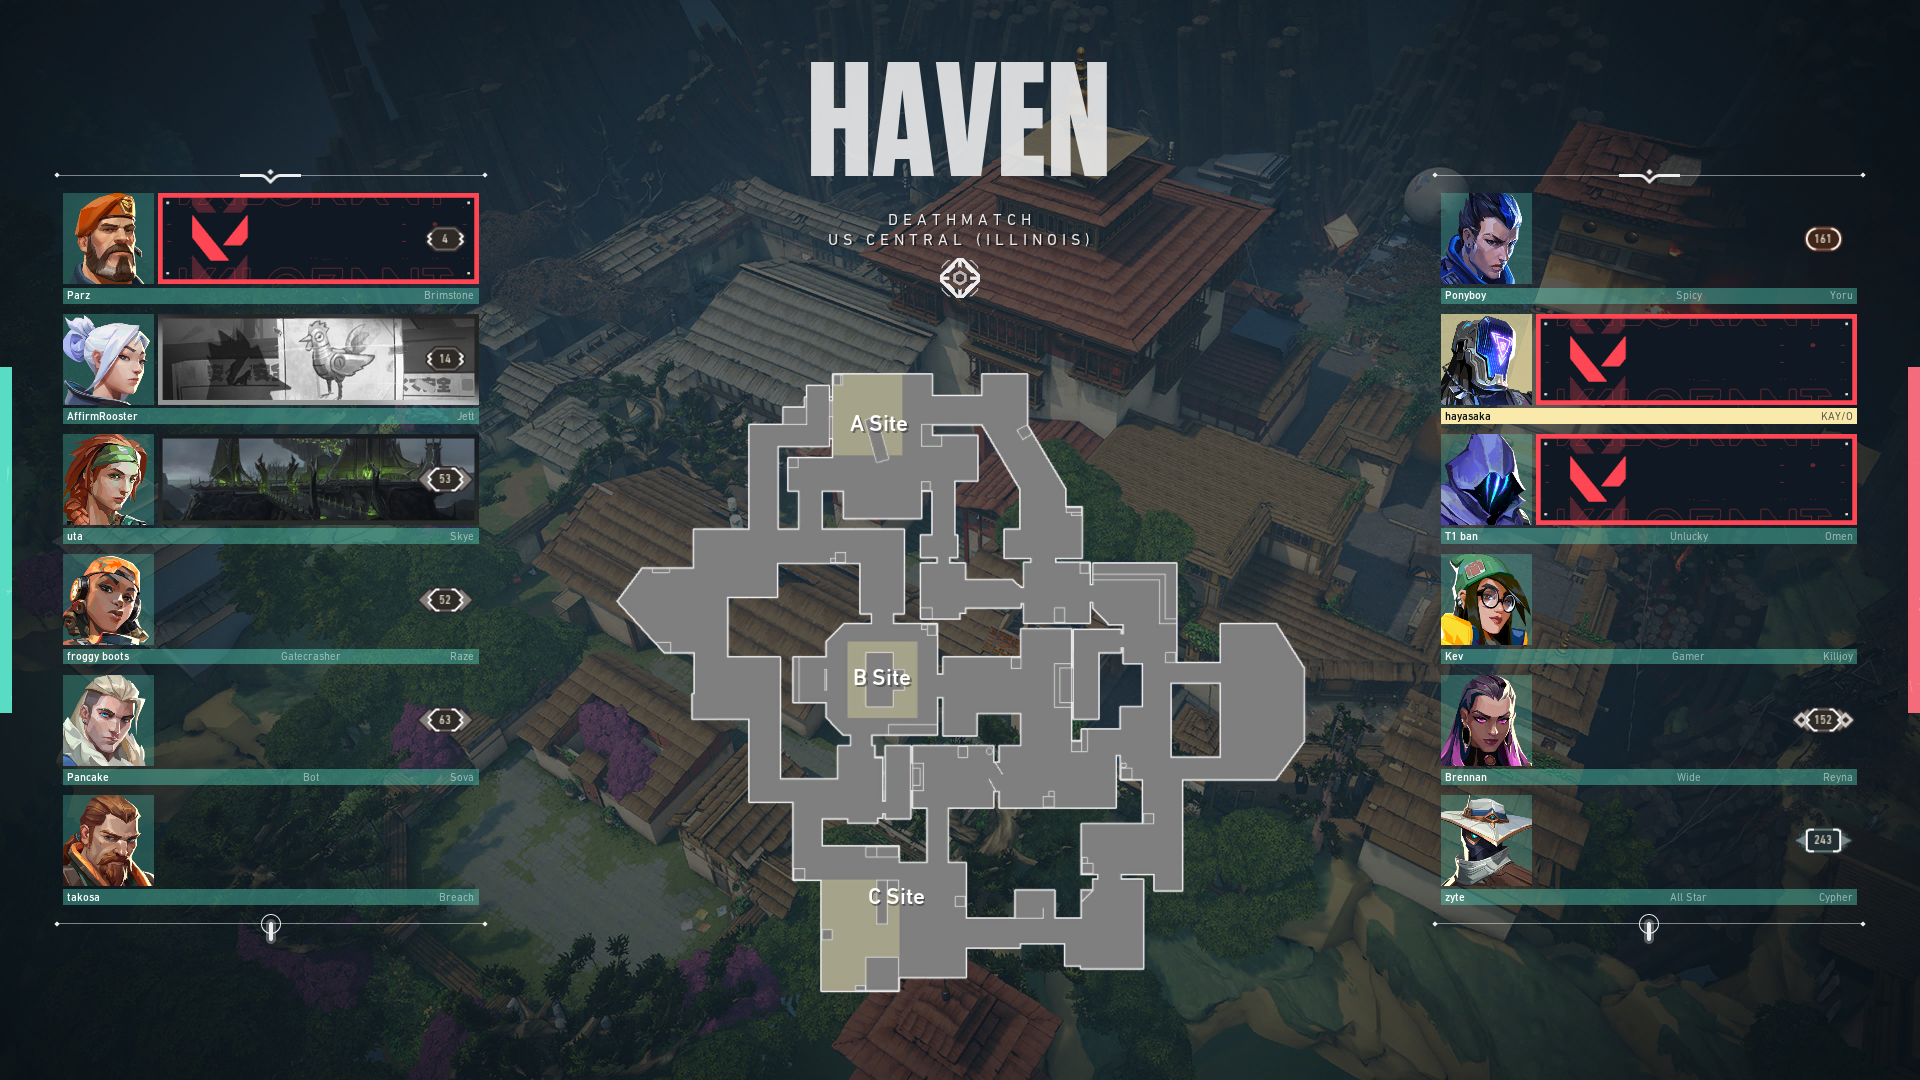 HAVEN
DEATHMATCH
US CENTRAL (ILLINOIS)
4
Parz Brimstone
14
AffirmRooster Jett
53
uta Skye
52
froggy boots Gatecrasher Raze
63
Pancake Bot Sova
takosa Breach
A Site
B Site
C Site
161
Ponyboy Spicy Yoru
hayasaka KAY/O
T1 ban Unlucky Omen
Kev Gamer Killjoy
152
Brennan Wide Reyna
243
zyte All Star Cypher